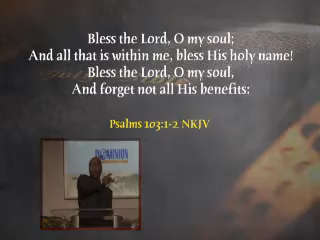 Bless the Lord, O my soul;
And all that is within me, bless His holy name!
Bless the Lord, O my soul,
And forget not all His benefits:
Psalms 103:1-2 NKJV
DOMINION